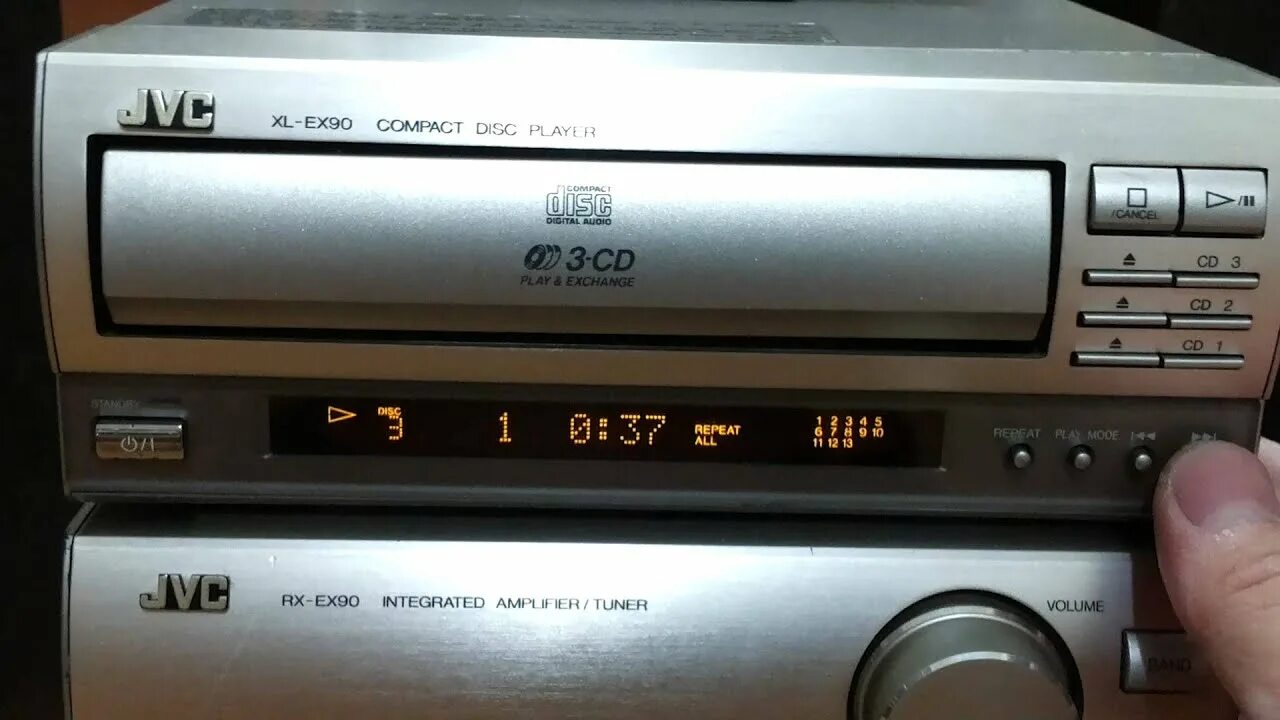 JVC
XL-EX90 COMPACT DISC PLAYER
COMPACT
disc
DIGITAL AUDIO
3-CD
PLAY & EXCHANGE
/CANCEL
CD 3
CD 2
CD 1
STANDBY
DISC
3 1 0:37
REPEAT
ALL
1 2 3 4 5
6 7 8 9 10
11 12 13
REPEAT PLAY MODE
JVC
RX-EX90 INTEGRATED AMPLIFIER/TUNER
VOLUME
BAND